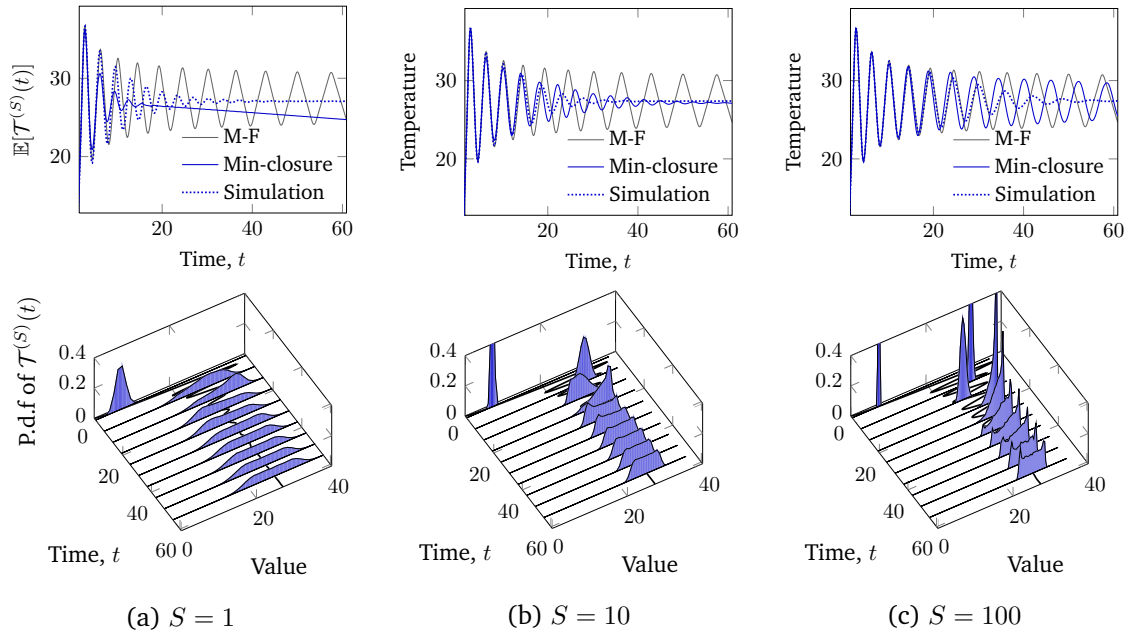 𝔼[𝒯^(S)(t)]
30
20
M-F
Min-closure
Simulation
20 40 60
Time, t
Temperature
30
20
M-F
Min-closure
Simulation
20 40 60
Time, t
Temperature
30
20
M-F
Min-closure
Simulation
20 40 60
Time, t
P.d.f of 𝒯^(S)(t)
0.4
0.2
0
0
20
40
60
0
20
40
Time, t
Value
0.4
0.2
0
0
20
40
60
0
20
40
Time, t
Value
0.4
0.2
0
0
20
40
60
0
20
40
Time, t
Value
(a) S = 1
(b) S = 10
(c) S = 100